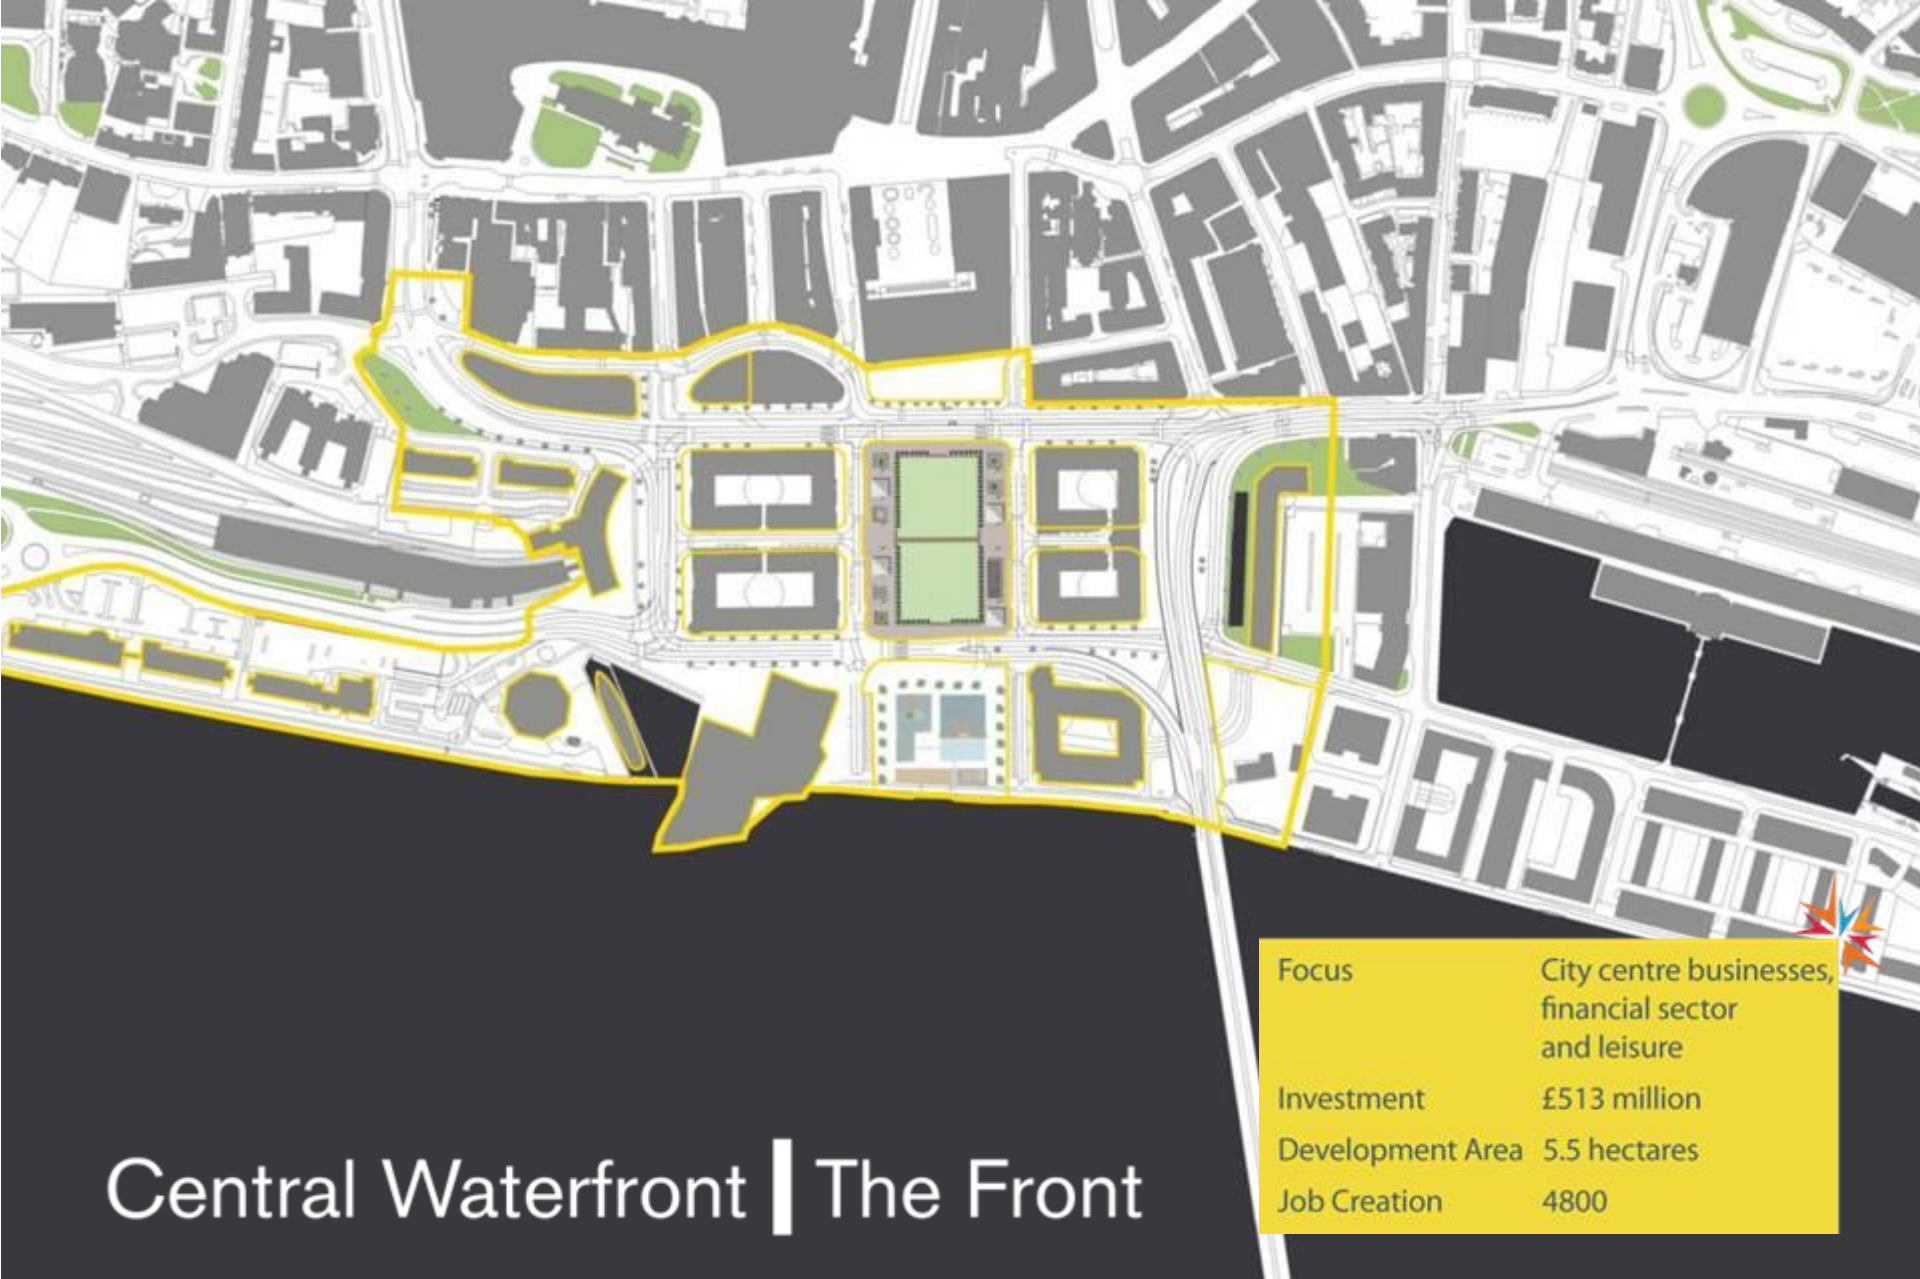 Focus City centre businesses,
financial sector
and leisure
Investment £513 million
Development Area 5.5 hectares
Job Creation 4800
Central Waterfront | The Front